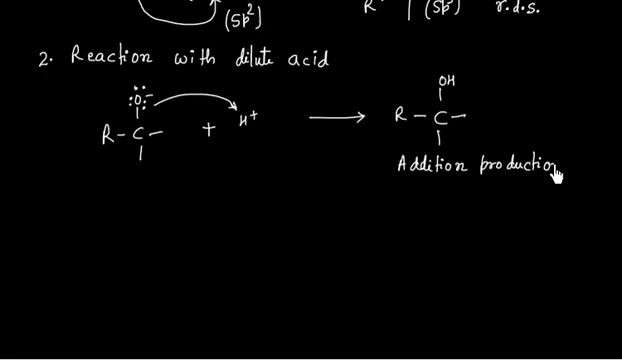 (sp²) R (sp³) r.d.s.
2. Reaction with dilute acid
OH
:Ö:⁻
R – C – + H⁺ ⟶ R – C –
Addition production